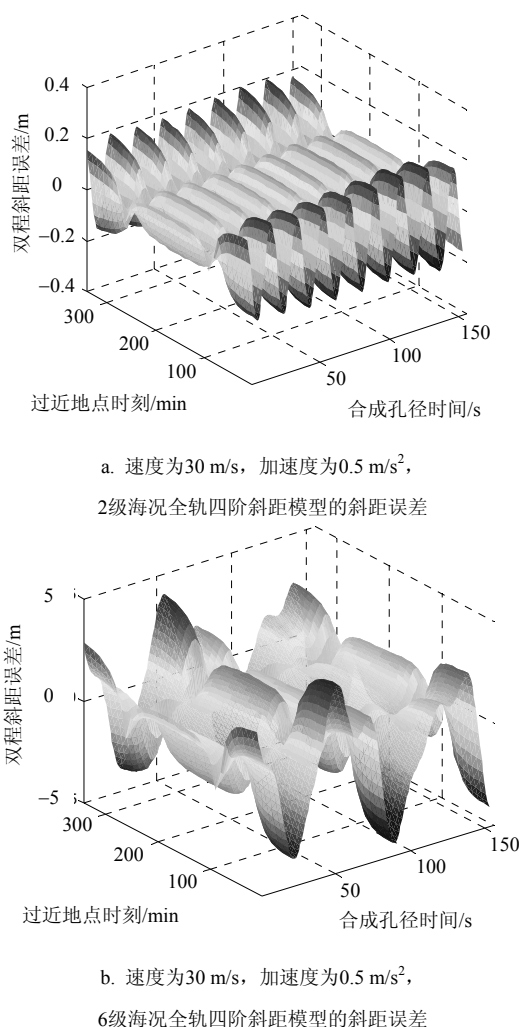 0.4
0.2
0
−0.2
−0.4
双程斜距误差/m
300
200
100
过近地点时刻/min
50
100
150
合成孔径时间/s
a. 速度为30 m/s，加速度为0.5 m/s²，
2级海况全轨四阶斜距模型的斜距误差
5
0
−5
双程斜距误差/m
300
200
100
过近地点时刻/min
50
100
150
合成孔径时间/s
b. 速度为30 m/s，加速度为0.5 m/s²，
6级海况全轨四阶斜距模型的斜距误差